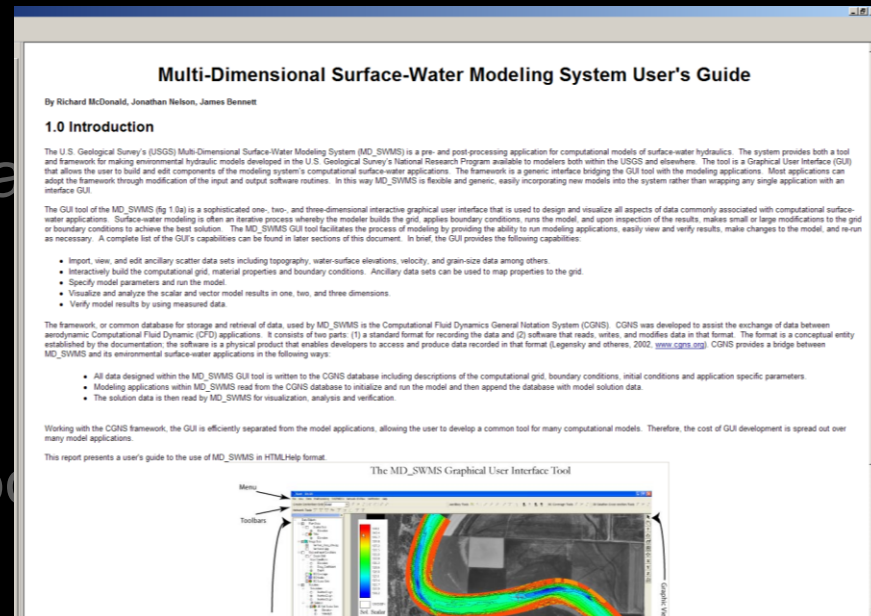 Multi-Dimensional Surface-Water Modeling System User's Guide
By Richard McDonald, Jonathan Nelson, James Bennett
1.0 Introduction
The U.S. Geological Survey's (USGS) Multi-Dimensional Surface-Water Modeling System (MD_SWMS) is a pre- and post-processing application for computational models of surface-water hydraulics. The system provides both a tool
and framework for making environmental hydraulic models developed in the U.S. Geological Survey's National Research Program available to modelers both within the USGS and elsewhere. The tool is a Graphical User Interface (GUI)
that allows the user to build and edit components of the modeling system's computational surface-water applications. The framework is a generic interface bridging the GUI tool with the modeling applications. Most applications can
adopt the framework through modification of the input and output software routines. In this way MD_SWMS is flexible and generic, easily incorporating new models into the system rather than wrapping any single application with an
interface GUI.
The GUI tool of the MD_SWMS (fig 1.0a) is a sophisticated one-, two-, and three-dimensional interactive graphical user interface that is used to design and visualize all aspects of data commonly associated with computational surface-
water applications. Surface-water modeling is often an iterative process whereby the modeler builds the grid, applies boundary conditions, runs the model, and upon inspection of the results, makes small or large modifications to the grid
or boundary conditions to achieve the best solution. The MD_SWMS GUI tool facilitates the process of modeling by providing the ability to run modeling applications, easily view and verify results, make changes to the model, and re-run
as necessary. A complete list of the GUI's capabilities can be found in later sections of this document. In brief, the GUI provides the following capabilities:
• Import, view, and edit ancillary scatter data sets including topography, water-surface elevations, velocity, and grain-size data among others.
• Interactively build the computational grid, material properties and boundary conditions. Ancillary data sets can be used to map properties to the grid.
• Specify model parameters and run the model.
• Visualize and analyze the scalar and vector model results in one, two, and three dimensions.
• Verify model results by using measured data.
The framework, or common database for storage and retrieval of data, used by MD_SWMS is the Computational Fluid Dynamics General Notation System (CGNS). CGNS was developed to assist the exchange of data between
aerodynamic Computational Fluid Dynamic (CFD) applications. It consists of two parts: (1) a standard format for recording the data and (2) software that reads, writes, and modifies data in that format. The format is a conceptual entity
established by the documentation; the software is a physical product that enables developers to access and produce data recorded in that format (Legensky and otheres, 2002, www.cgns.org). CGNS provides a bridge between
MD_SWMS and its environmental surface-water applications in the following ways:
• All data designed within the MD_SWMS GUI tool is written to the CGNS database including descriptions of the computational grid, boundary conditions, initial conditions and application specific parameters.
• Modeling applications within MD_SWMS read from the CGNS database to initialize and run the model and then append the database with model solution data.
• The solution data is then read by MD_SWMS for visualization, analysis and verification.
Working with the CGNS framework, the GUI is efficiently separated from the model applications, allowing the user to develop a common tool for many computational models. Therefore, the cost of GUI development is spread out over
many model applications.
This report presents a user's guide to the use of MD_SWMS in HTMLHelp format.
The MD_SWMS Graphical User Interface Tool
Menu
Toolbars